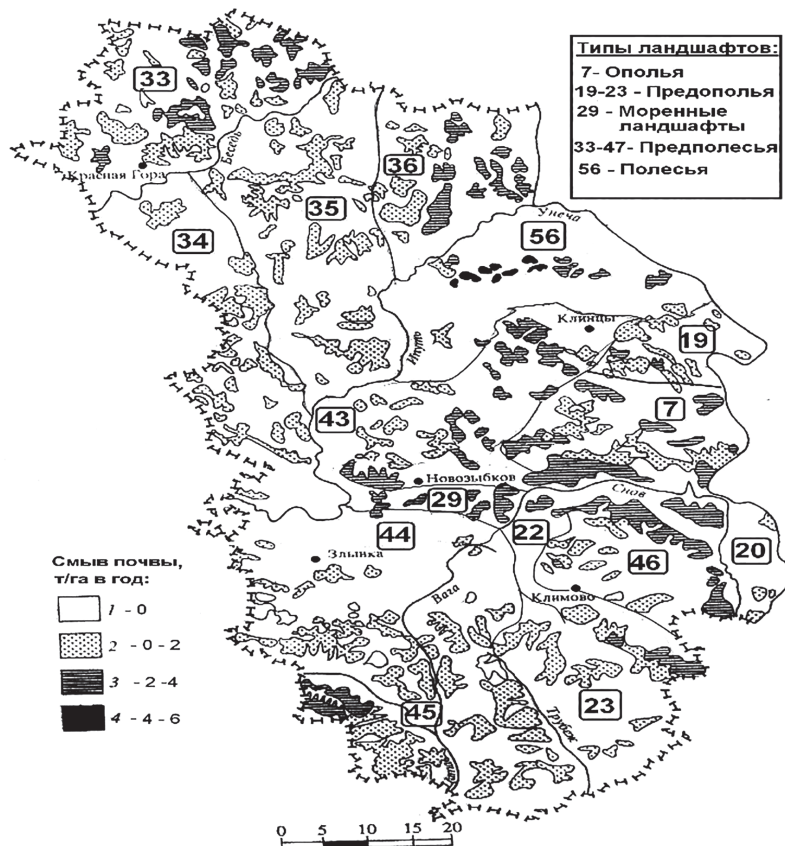 Типы ландшафтов:
7- Ополья
19-23 - Предополья
29 - Моренные
ландшафты
33-47- Предполесья
56 - Полесья
33
Беседь
Красная Гора
36
35
34
Унеча
56
Клинцы
Ипуть
19
7
43
Новозыбков
29
Снов
44
22
46
20
Злынка
Климово
Вага
Смыв почвы,
т/га в год:
1 - 0
2 - 0 - 2
3 - 2 - 4
4 - 4 - 6
45
23
Трубеж
0 5 10 15 20